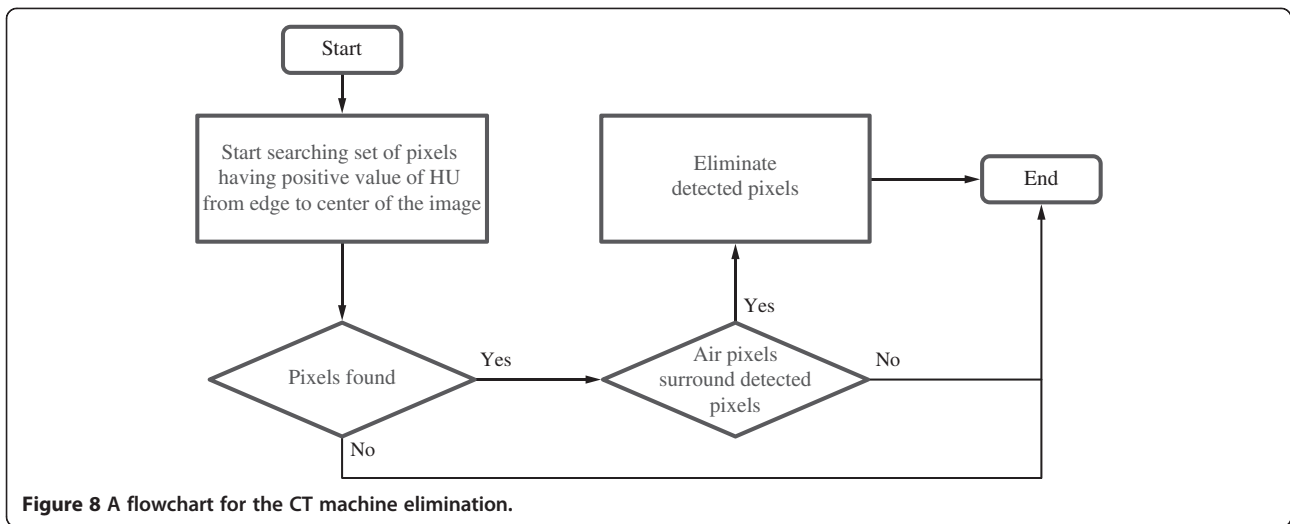 Start
Start searching set of pixels
having positive value of HU
from edge to center of the image
Pixels found
Yes
No
Air pixels
surround detected
pixels
Yes
No
Eliminate
detected pixels
End
Figure 8 A flowchart for the CT machine elimination.